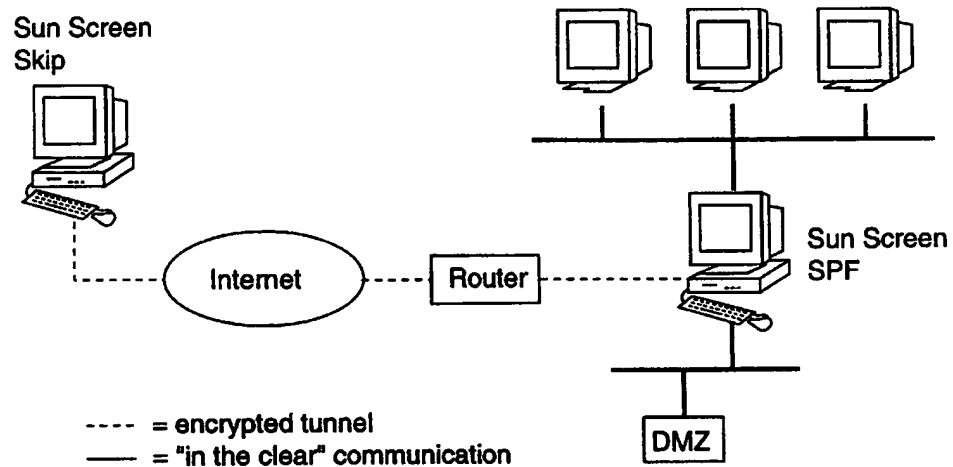 Sun Screen
Skip
Internet
Router
Sun Screen
SPF
DMZ
= encrypted tunnel
= "in the clear" communication